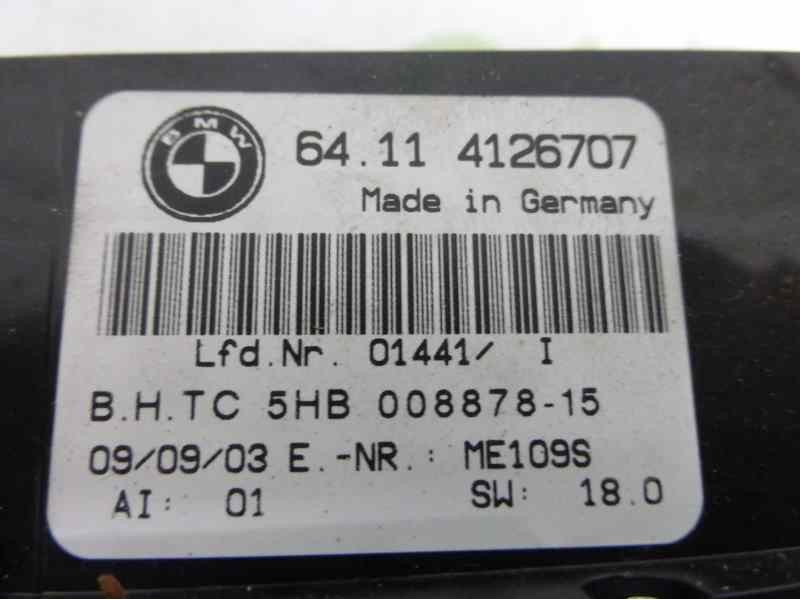 BMW
64.11 4126707
Made in Germany
Lfd.Nr. 01441/ I
B.H.TC 5HB 008878-15
09/09/03 E.-NR.: ME109S
AI: 01 SW: 18.0